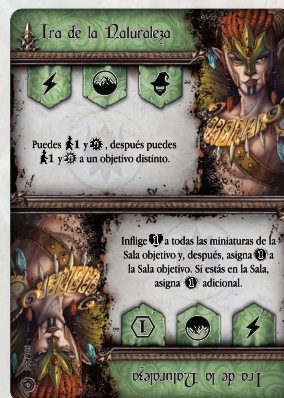 Ira de la Naturaleza
Puedes 1 y , después puedes
1 y a un objetivo distinto.
Inflige 1 a todas las miniaturas de la
Sala objetivo y, después, asigna 1 a
la Sala objetivo. Si estás en la Sala,
asigna 1 adicional.
I
Ira de la Naturaleza